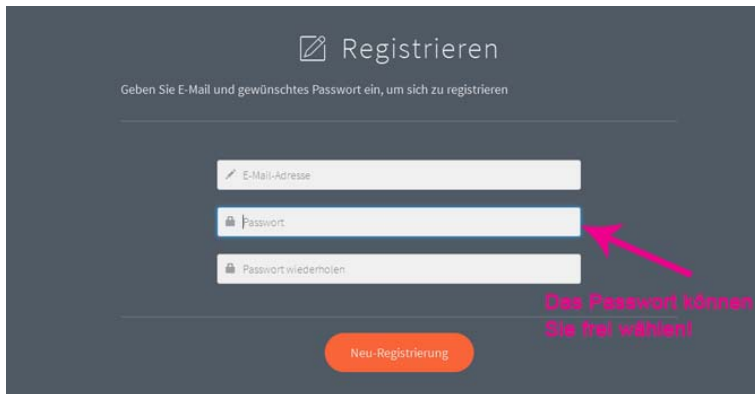 Registrieren
Geben Sie E-Mail und gewünschtes Passwort ein, um sich zu registrieren
E-Mail-Adresse
Passwort
Passwort wiederholen
Das Passwort können
Sie frei wählen!
Neu-Registrierung